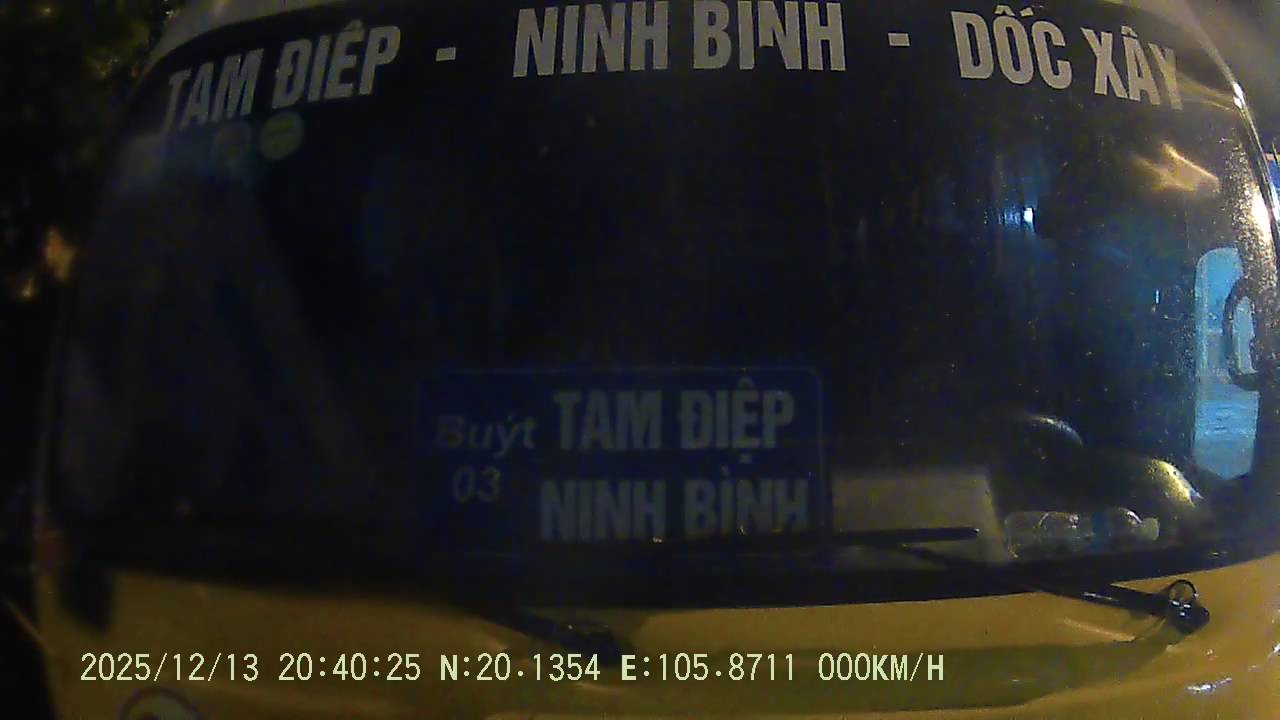 TAM ĐIỆP - NINH BÌNH - DỐC XÂY
Buýt TAM ĐIỆP
03 NINH BÌNH
2025/12/13 20:40:25 N:20.1354 E:105.8711 000KM/H